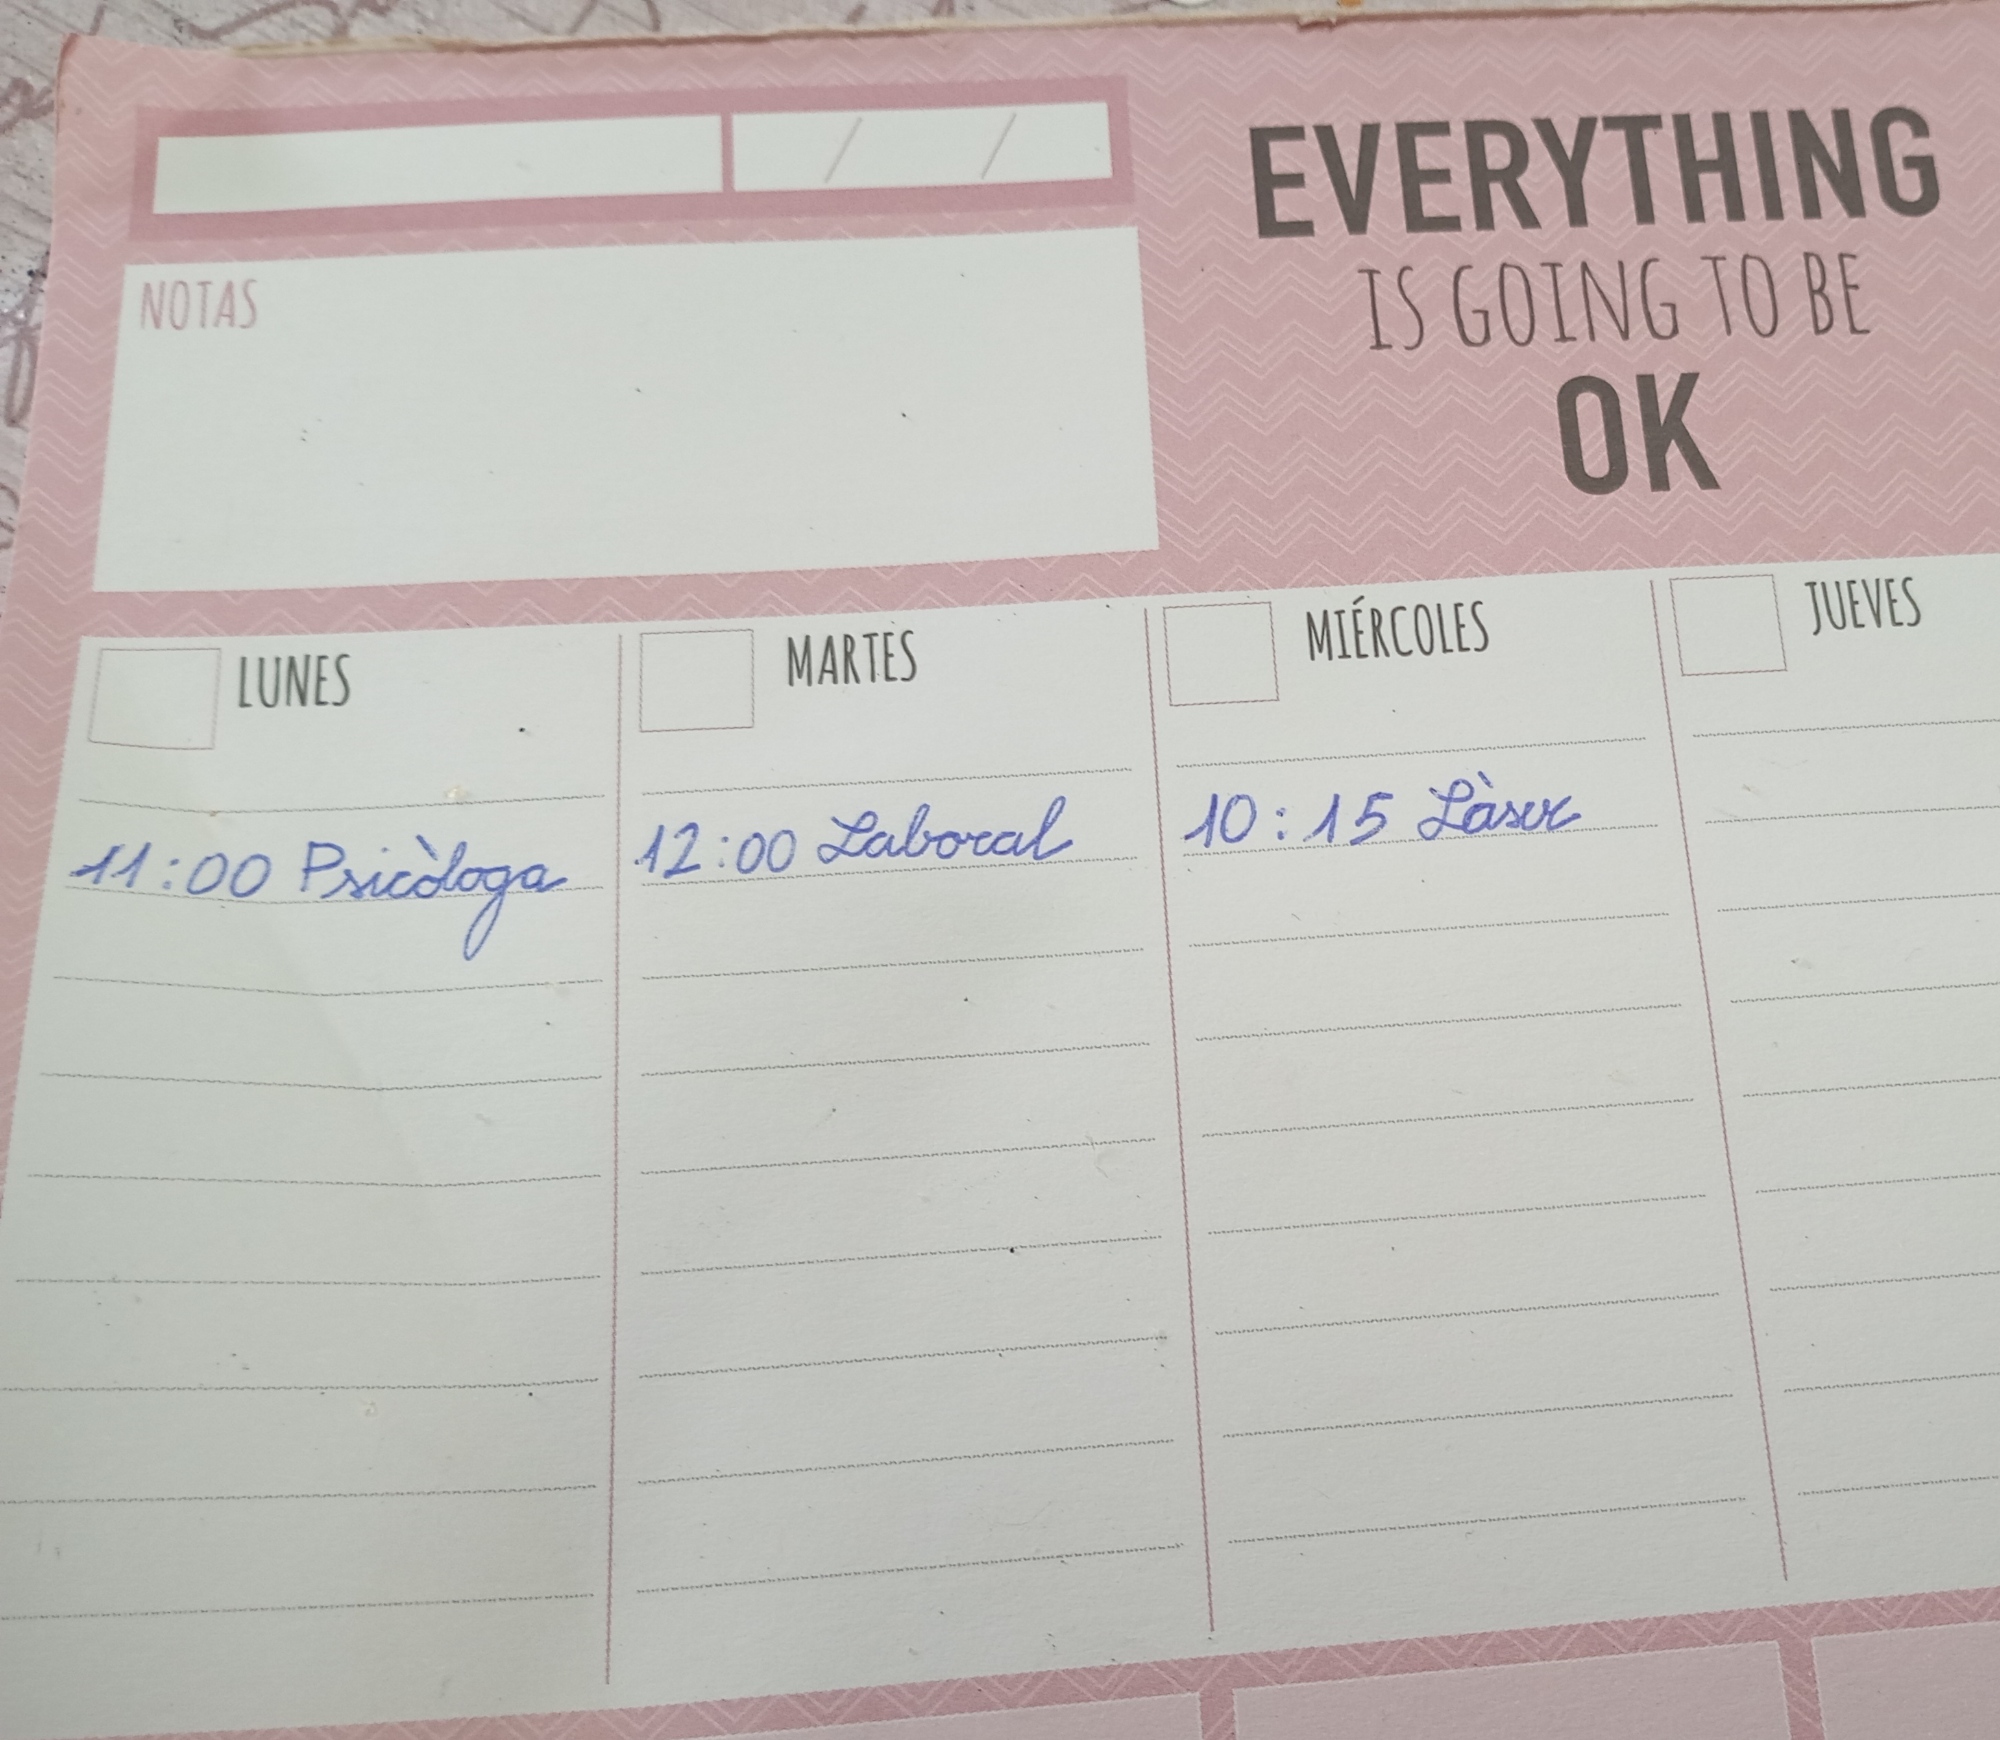 EVERYTHING
IS GOING TO BE
OK
/ /
NOTAS
LUNES
11:00 Psicòloga
MARTES
12:00 Laboral
MIÉRCOLES
10:15 Làser
JUEVES